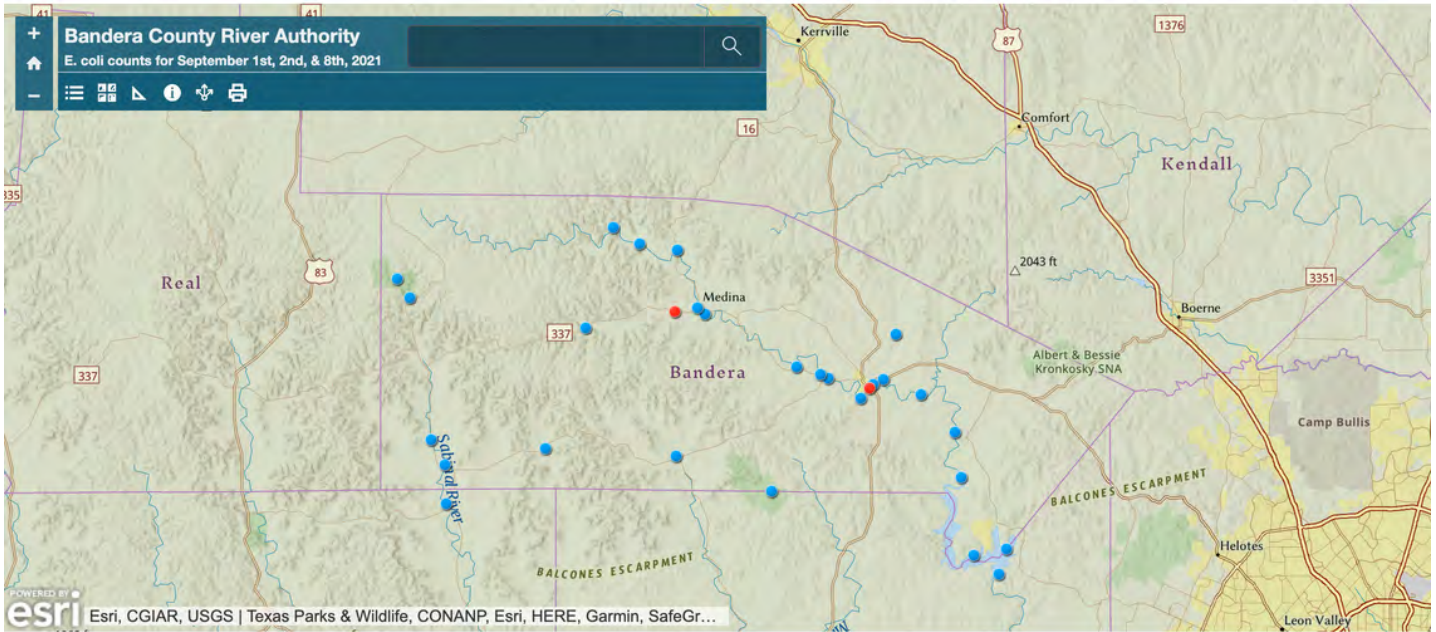 41
41
+
Bandera County River Authority
E. coli counts for September 1st, 2nd, & 8th, 2021
−
Kerrville
87
1376
16
Comfort
Kendall
335
2043 ft
Real
83
3351
Medina
Boerne
337
Albert & Bessie
Kronkosky SNA
337
Bandera
Camp Bullis
Sabinal River
BALCONES ESCARPMENT
Helotes
BALCONES ESCARPMENT
POWERED BY
esri
Esri, CGIAR, USGS | Texas Parks & Wildlife, CONANP, Esri, HERE, Garmin, SafeGr...
Leon Valley